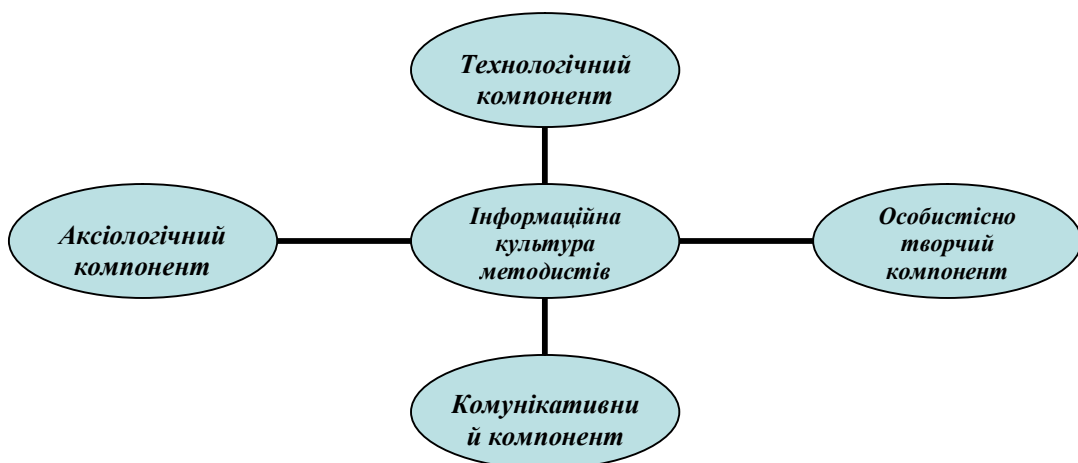 Технологічний
компонент
Аксіологічний
компонент
Інформаційна
культура
методистів
Особистісно
творчий
компонент
Комунікативни
й компонент